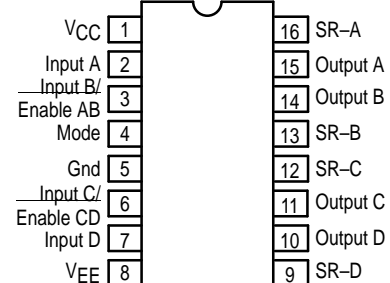 VCC 1
16 SR–A
Input A 2
15 Output A
Input B/
Enable AB 3
14 Output B
Mode 4
13 SR–B
Gnd 5
12 SR–C
Input C/
Enable CD 6
11 Output C
Input D 7
10 Output D
VEE 8
9 SR–D